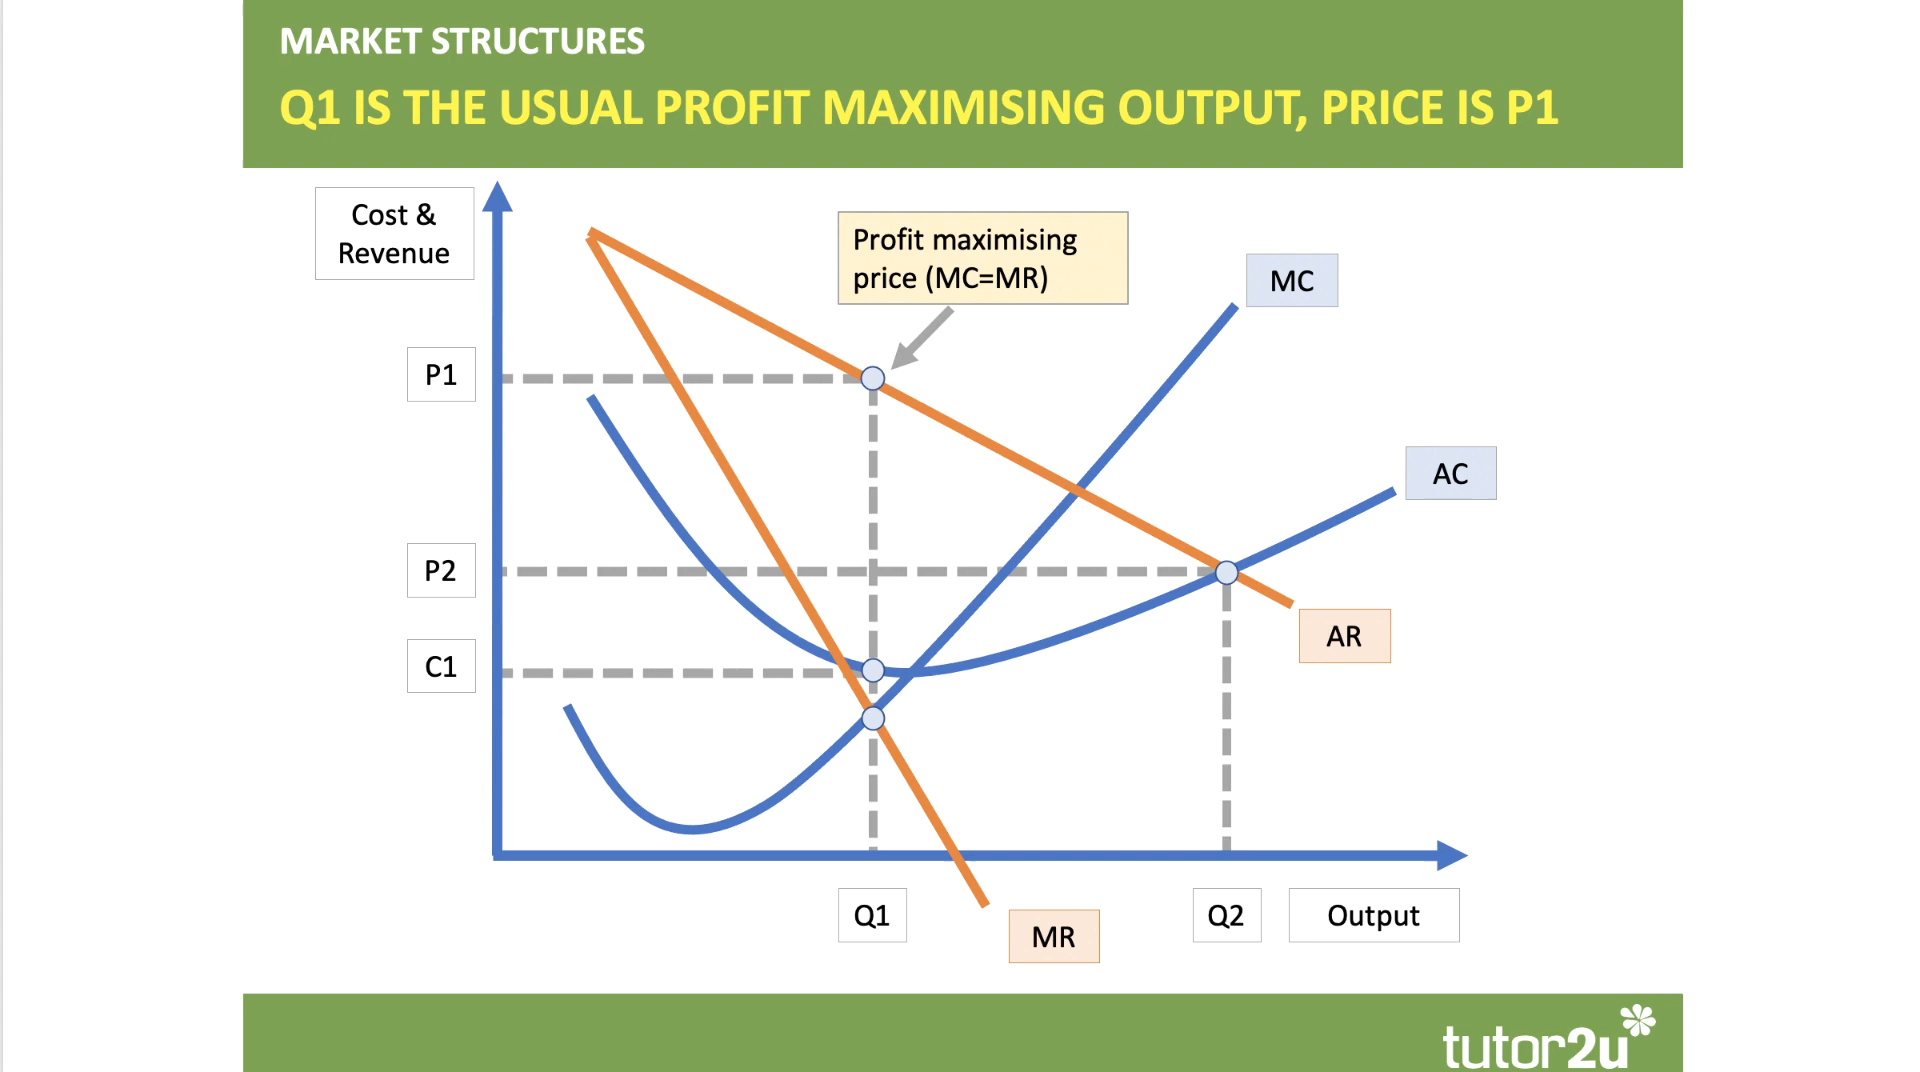 MARKET STRUCTURES
Q1 IS THE USUAL PROFIT MAXIMISING OUTPUT, PRICE IS P1
Cost &
Revenue
Profit maximising
price (MC=MR)
MC
P1
AC
P2
AR
C1
Q1
Q2
Output
MR
tutor2u